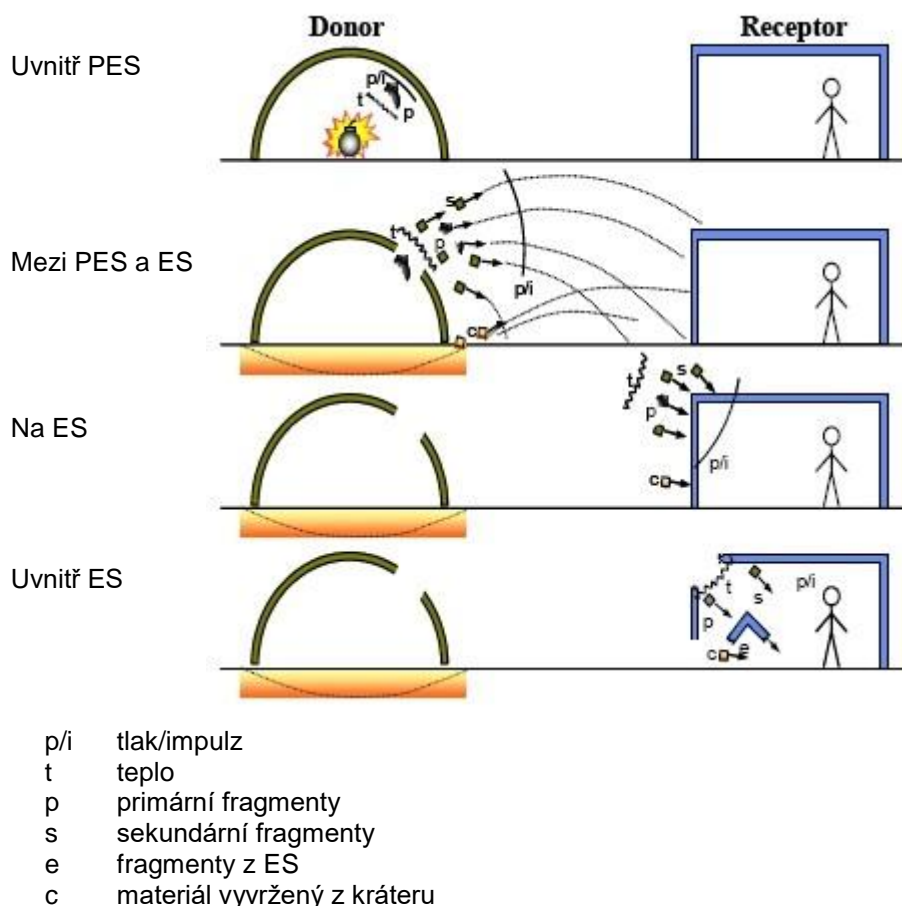 Donor Receptor
Uvnitř PES
p/i
t
p
Mezi PES a ES
s
t
p
p/i
c
Na ES
t
s
p
p/i
c
Uvnitř ES
t
s
p/i
p
c
e
p/i tlak/impulz
t teplo
p primární fragmenty
s sekundární fragmenty
e fragmenty z ES
c materiál vyvržený z kráteru